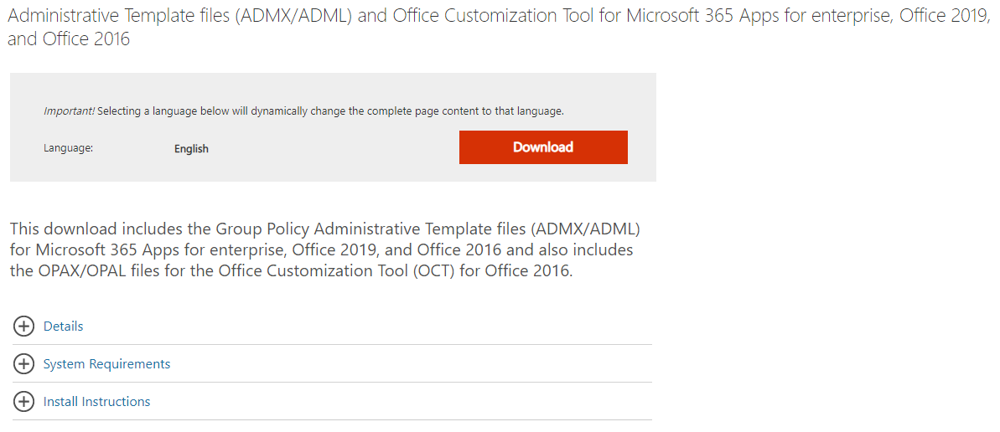 Administrative Template files (ADMX/ADML) and Office Customization Tool for Microsoft 365 Apps for enterprise, Office 2019,
and Office 2016
Important! Selecting a language below will dynamically change the complete page content to that language.
Language:
English
Download
This download includes the Group Policy Administrative Template files (ADMX/ADML)
for Microsoft 365 Apps for enterprise, Office 2019, and Office 2016 and also includes
the OPAX/OPAL files for the Office Customization Tool (OCT) for Office 2016.
Details
System Requirements
Install Instructions